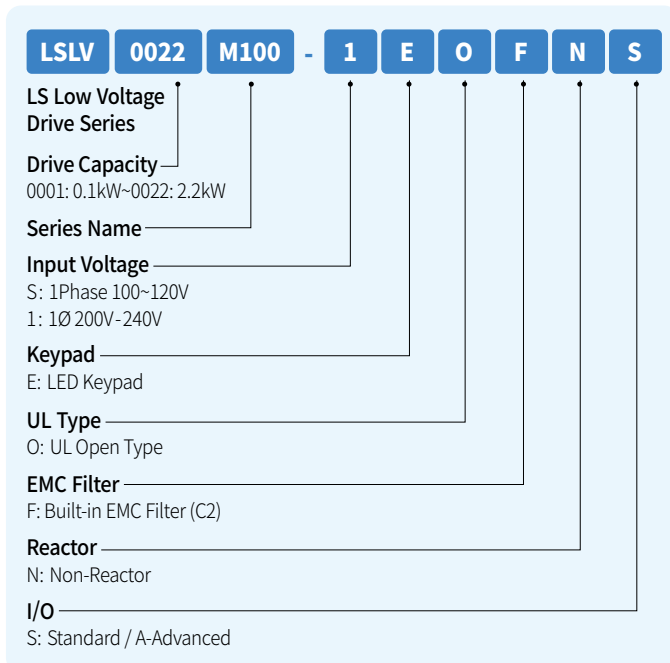 LSLV 0022 M100 - 1 E O F N S
LS Low Voltage
Drive Series
Drive Capacity
0001: 0.1kW~0022: 2.2kW
Series Name
Input Voltage
S: 1Phase 100~120V
1: 1Ø 200V-240V
Keypad
E: LED Keypad
UL Type
O: UL Open Type
EMC Filter
F: Built-in EMC Filter (C2)
Reactor
N: Non-Reactor
I/O
S: Standard / A-Advanced